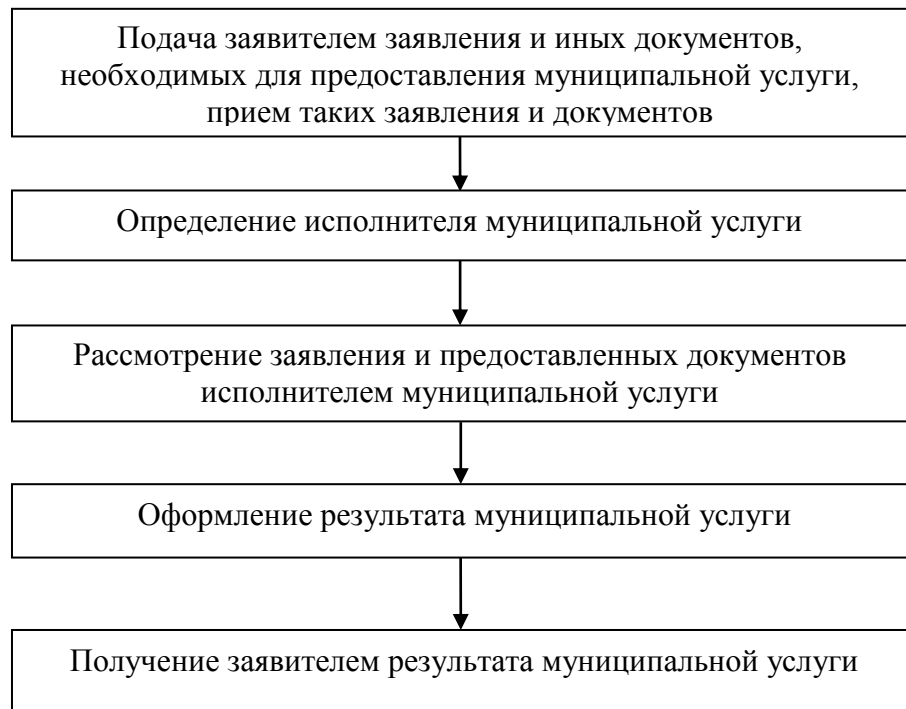 Подача заявителем заявления и иных документов,
необходимых для предоставления муниципальной услуги,
прием таких заявления и документов
Определение исполнителя муниципальной услуги
Рассмотрение заявления и предоставленных документов
исполнителем муниципальной услуги
Оформление результата муниципальной услуги
Получение заявителем результата муниципальной услуги